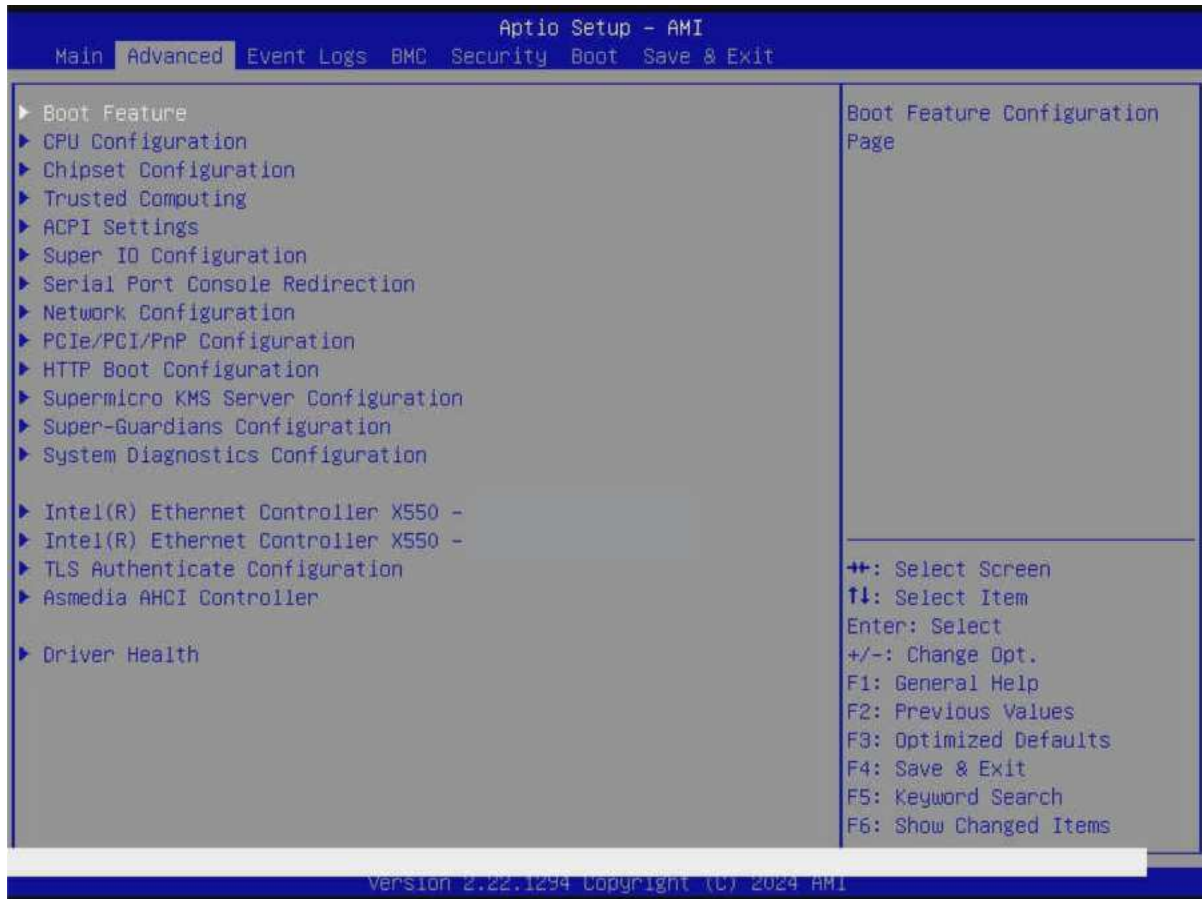 Aptio Setup – AMI
Main Advanced Event Logs BMC Security Boot Save & Exit
Boot Feature
CPU Configuration
Chipset Configuration
Trusted Computing
ACPI Settings
Super IO Configuration
Serial Port Console Redirection
Network Configuration
PCIe/PCI/PnP Configuration
HTTP Boot Configuration
Supermicro KMS Server Configuration
Super-Guardians Configuration
System Diagnostics Configuration
Intel(R) Ethernet Controller X550 –
Intel(R) Ethernet Controller X550 –
TLS Authenticate Configuration
Asmedia AHCI Controller
Driver Health
Boot Feature Configuration
Page
→←: Select Screen
↑↓: Select Item
Enter: Select
+/-: Change Opt.
F1: General Help
F2: Previous Values
F3: Optimized Defaults
F4: Save & Exit
F5: Keyword Search
F6: Show Changed Items
Version 2.22.1294 Copyright (C) 2024 AMI